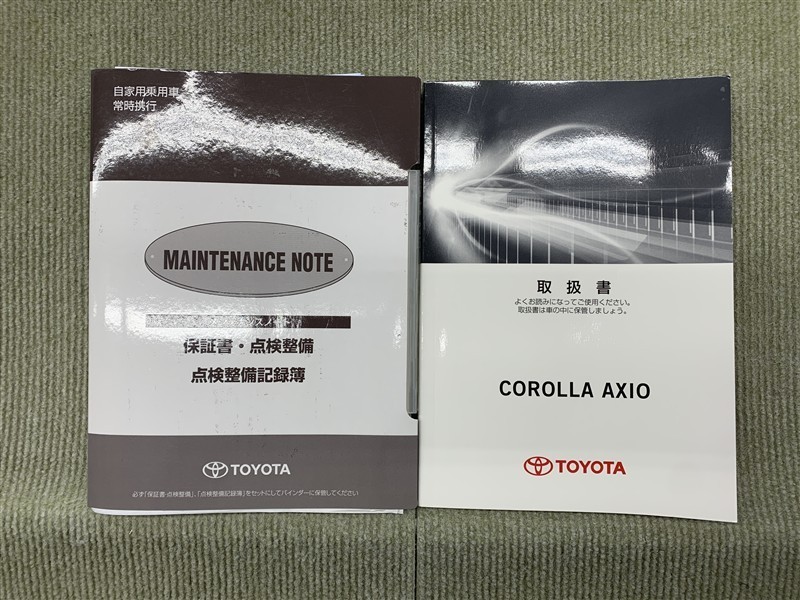 自家用乗用車
常時携行
MAINTENANCE NOTE
保証書・点検整備
点検整備記録簿
TOYOTA
必ず「保証書・点検整備」、「点検整備記録簿」をセットにしてバインダーに保管してください
取扱書
よくお読みになってご使用ください。
取扱書は車の中に保管しましょう。
COROLLA AXIO
TOYOTA